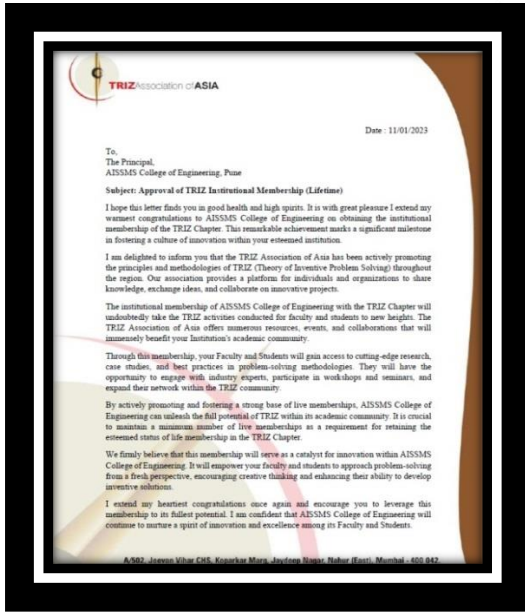 TRIZAssociation of ASIA
Date : 11/01/2023
To,
The Principal,
AISSMS College of Engineering, Pune
Subject: Approval of TRIZ Institutional Membership (Lifetime)
I hope this letter finds you in good health and high spirits. It is with great pleasure I extend my
warmest congratulations to AISSMS College of Engineering on obtaining the institutional
membership of the TRIZ Chapter. This remarkable achievement marks a significant milestone
in fostering a culture of innovation within your esteemed institution.
I am delighted to inform you that the TRIZ Association of Asia has been actively promoting
the principles and methodologies of TRIZ (Theory of Inventive Problem Solving) throughout
the region. Our association provides a platform for individuals and organizations to share
knowledge, exchange ideas, and collaborate on innovative projects.
The institutional membership of AISSMS College of Engineering with the TRIZ Chapter will
undoubtedly take the TRIZ activities conducted for faculty and students to new heights. The
TRIZ Association of Asia offers numerous resources, events, and collaborations that will
immensely benefit your Institution's academic community.
Through this membership, your Faculty and Students will gain access to cutting-edge research,
case studies, and best practices in problem-solving methodologies. They will have the
opportunity to engage with industry experts, participate in workshops and seminars, and
expand their network within the TRIZ community.
By actively promoting and fostering a strong base of live memberships, AISSMS College of
Engineering can unleash the full potential of TRIZ within its academic community. It is crucial
to maintain a minimum number of live memberships as a requirement for retaining the
esteemed status of life membership in the TRIZ Chapter.
We firmly believe that this membership will serve as a catalyst for innovation within AISSMS
College of Engineering. It will empower your faculty and students to approach problem-solving
from a fresh perspective, encouraging creative thinking and enhancing their ability to develop
inventive solutions.
I extend my heartiest congratulations once again and encourage you to leverage this
membership to its fullest potential. I am confident that AISSMS College of Engineering will
continue to nurture a spirit of innovation and excellence among its Faculty and Students.
A/502, Jeevan Vihar CHS, Koparkar Marg, Jaydeep Nagar, Nahur (East), Mumbai - 400 042.